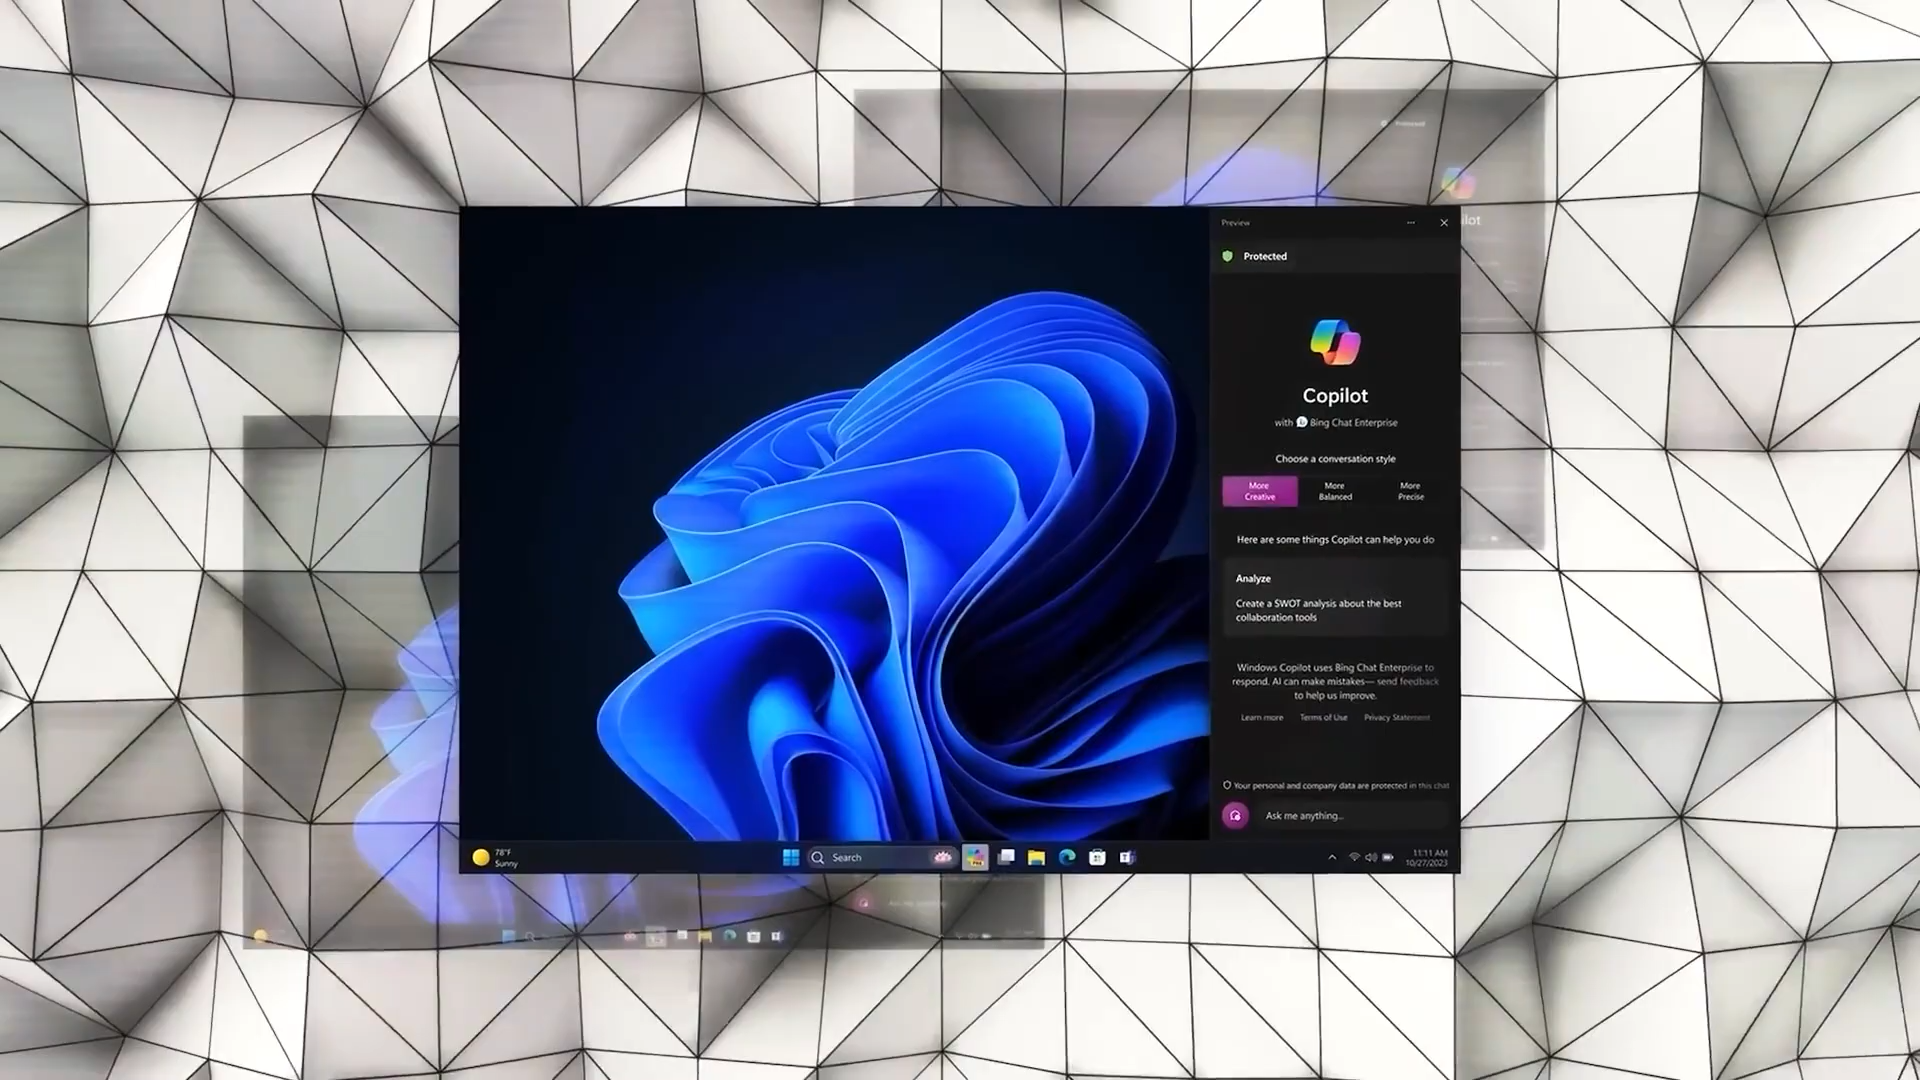 Preview
Protected
Copilot
with Bing Chat Enterprise
Choose a conversation style
More Creative
More Balanced
More Precise
Here are some things Copilot can help you do
Analyze
Create a SWOT analysis about the best
collaboration tools
Windows Copilot uses Bing Chat Enterprise to
respond. AI can make mistakes— send feedback
to help us improve.
Learn more Terms of Use Privacy Statement
Your personal and company data are protected in this chat
Ask me anything...
78°F
Sunny
Search
11:11 AM
10/27/2023